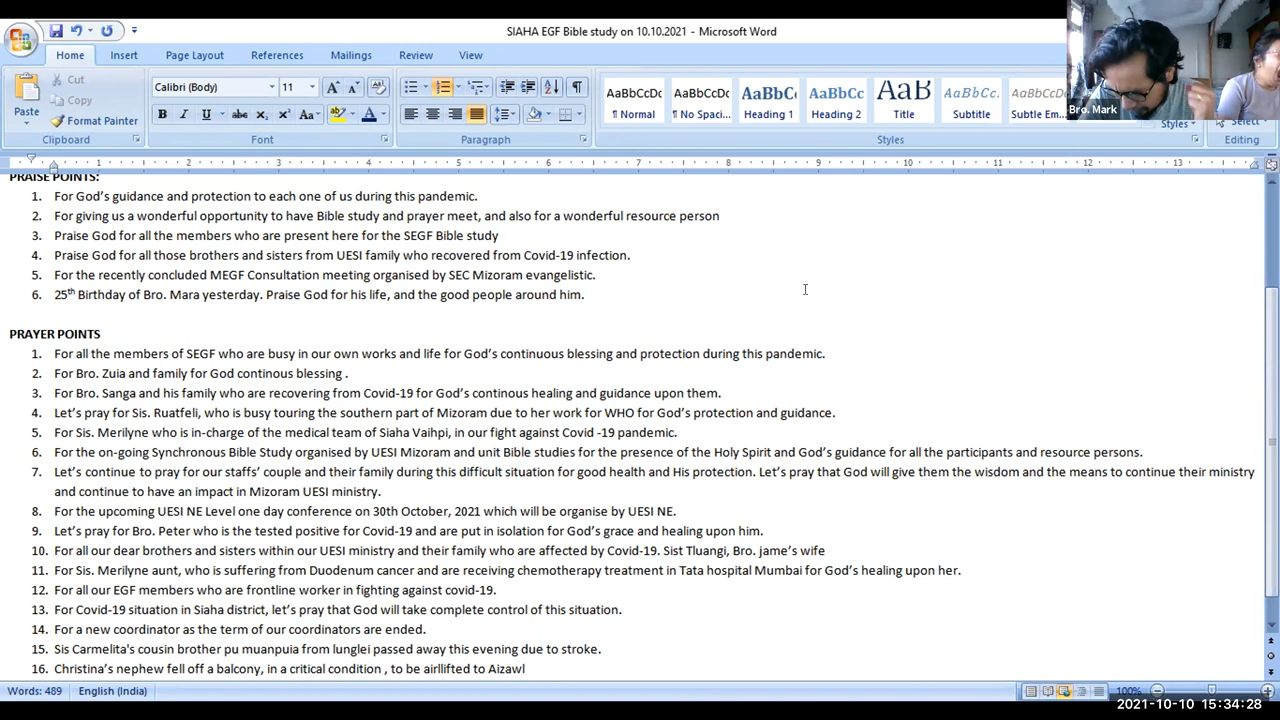 SIAHA EGF Bible study on 10.10.2021 - Microsoft Word
Home Insert Page Layout References Mailings Review View
Cut
Copy
Format Painter
Paste
Clipboard
Calibri (Body) 11
Font
Paragraph
AaBbCcDc AaBbCcDc AaBbCc AaBbCc AaB AaBbCc. AaBbCcDc
¶ Normal ¶ No Spaci... Heading 1 Heading 2 Title Subtitle Subtle Em...
Styles
Styles
Select
Editing
Bro. Mark
1 2 3 4 5 6 7 8 9 10 11 12 13
PRAISE POINTS:
1. For God’s guidance and protection to each one of us during this pandemic.
2. For giving us a wonderful opportunity to have Bible study and prayer meet, and also for a wonderful resource person
3. Praise God for all the members who are present here for the SEGF Bible study
4. Praise God for all those brothers and sisters from UESI family who recovered from Covid-19 infection.
5. For the recently concluded MEGF Consultation meeting organised by SEC Mizoram evangelistic.
6. 25th Birthday of Bro. Mara yesterday. Praise God for his life, and the good people around him.
PRAYER POINTS
1. For all the members of SEGF who are busy in our own works and life for God’s continuous blessing and protection during this pandemic.
2. For Bro. Zuia and family for God continous blessing .
3. For Bro. Sanga and his family who are recovering from Covid-19 for God’s continous healing and guidance upon them.
4. Let’s pray for Sis. Ruatfeli, who is busy touring the southern part of Mizoram due to her work for WHO for God’s protection and guidance.
5. For Sis. Merilyne who is in-charge of the medical team of Siaha Vaihpi, in our fight against Covid -19 pandemic.
6. For the on-going Synchronous Bible Study organised by UESI Mizoram and unit Bible studies for the presence of the Holy Spirit and God’s guidance for all the participants and resource persons.
7. Let’s continue to pray for our staffs’ couple and their family during this difficult situation for good health and His protection. Let’s pray that God will give them the wisdom and the means to continue their ministry
and continue to have an impact in Mizoram UESI ministry.
8. For the upcoming UESI NE Level one day conference on 30th October, 2021 which will be organise by UESI NE.
9. Let’s pray for Bro. Peter who is the tested positive for Covid-19 and are put in isolation for God’s grace and healing upon him.
10. For all our dear brothers and sisters within our UESI ministry and their family who are affected by Covid-19. Sist Tluangi, Bro. jame’s wife
11. For Sis. Merilyne aunt, who is suffering from Duodenum cancer and are receiving chemotherapy treatment in Tata hospital Mumbai for God’s healing upon her.
12. For all our EGF members who are frontline worker in fighting against covid-19.
13. For Covid-19 situation in Siaha district, let’s pray that God will take complete control of this situation.
14. For a new coordinator as the term of our coordinators are ended.
15. Sis Carmelita's cousin brother pu muanpuia from lunglei passed away this evening due to stroke.
16. Christina’s nephew fell off a balcony, in a critical condition , to be airllifted to Aizawl
Words: 489 English (India) 100%
2021-10-10 15:34:28